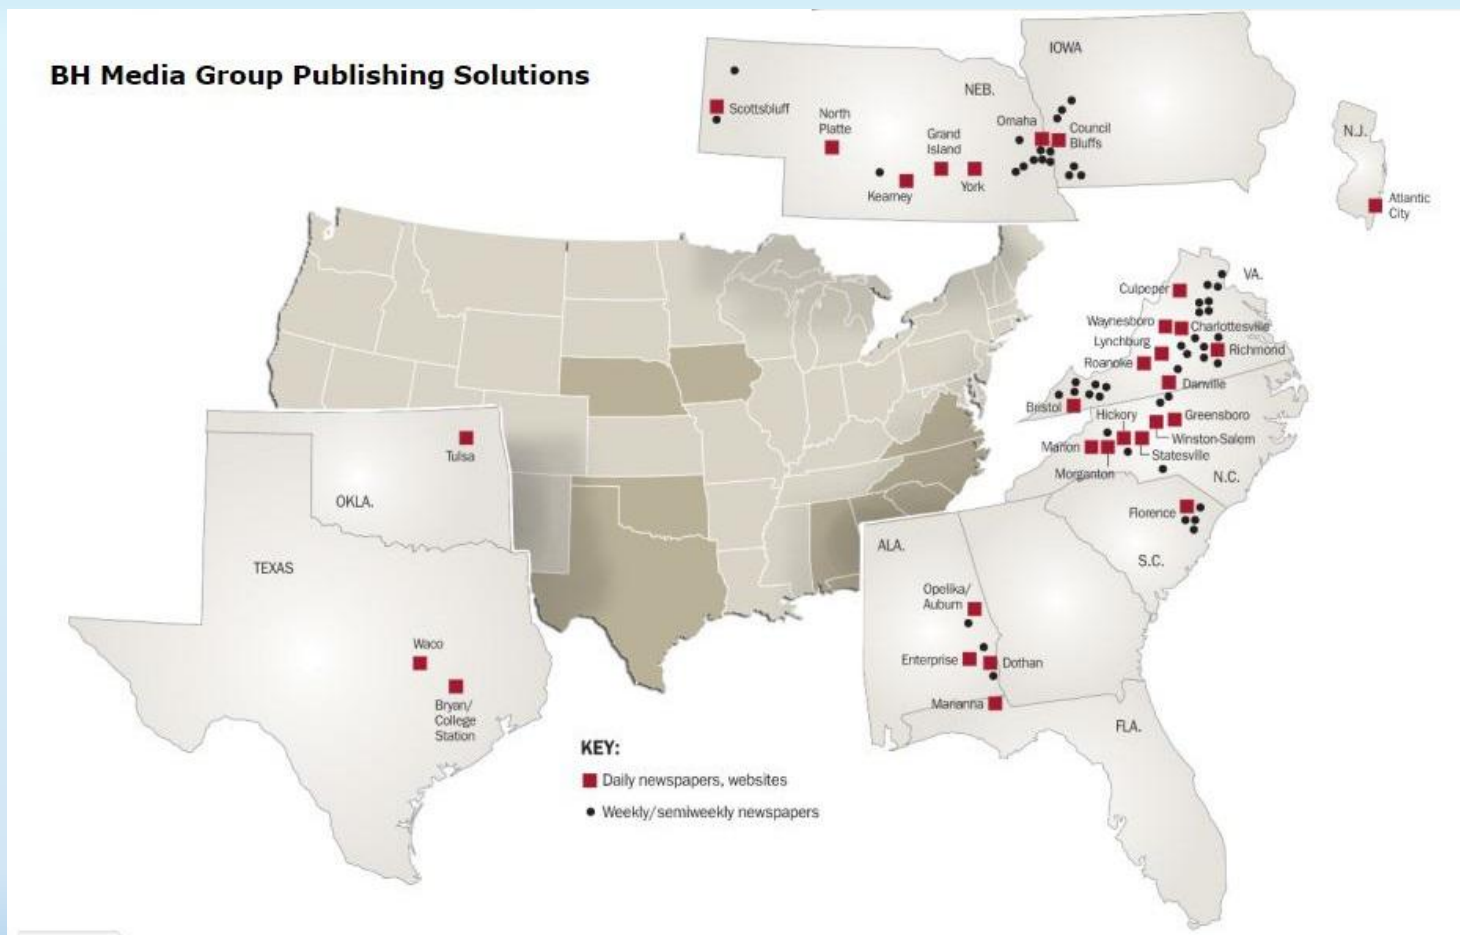 BH Media Group Publishing Solutions
IOWA
NEB.
Scottsbluff
North
Platte
Grand
Island
Omaha
Council
Bluffs
Kearney
York
N.J.
Atlantic
City
VA.
Culpeper
Waynesboro
Charlottesville
Lynchburg
Richmond
Roanoke
Danville
Bristol
Hickory
Greensboro
Winston-Salem
Marion
Statesville
Morganton
N.C.
Florence
S.C.
Tulsa
OKLA.
TEXAS
Waco
Bryan/
College
Station
ALA.
Opelika/
Auburn
Enterprise
Dothan
Marianna
FLA.
KEY:
Daily newspapers, websites
Weekly/semiweekly newspapers